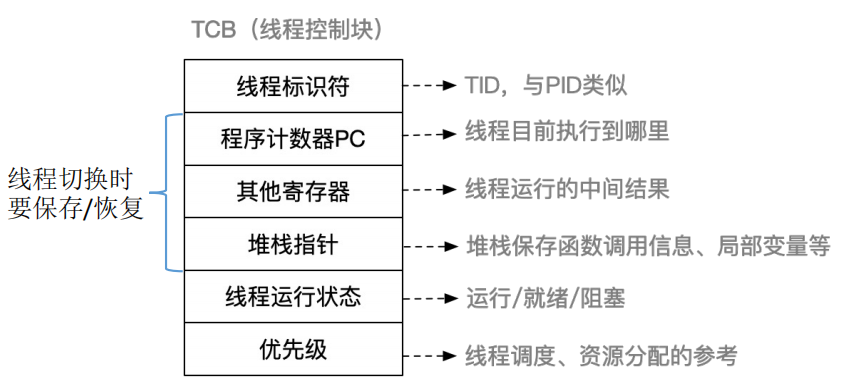 TCB（线程控制块）
线程标识符
TID，与PID类似
程序计数器PC
线程目前执行到哪里
线程切换时
要保存/恢复
其他寄存器
线程运行的中间结果
堆栈指针
堆栈保存函数调用信息、局部变量等
线程运行状态
运行/就绪/阻塞
优先级
线程调度、资源分配的参考